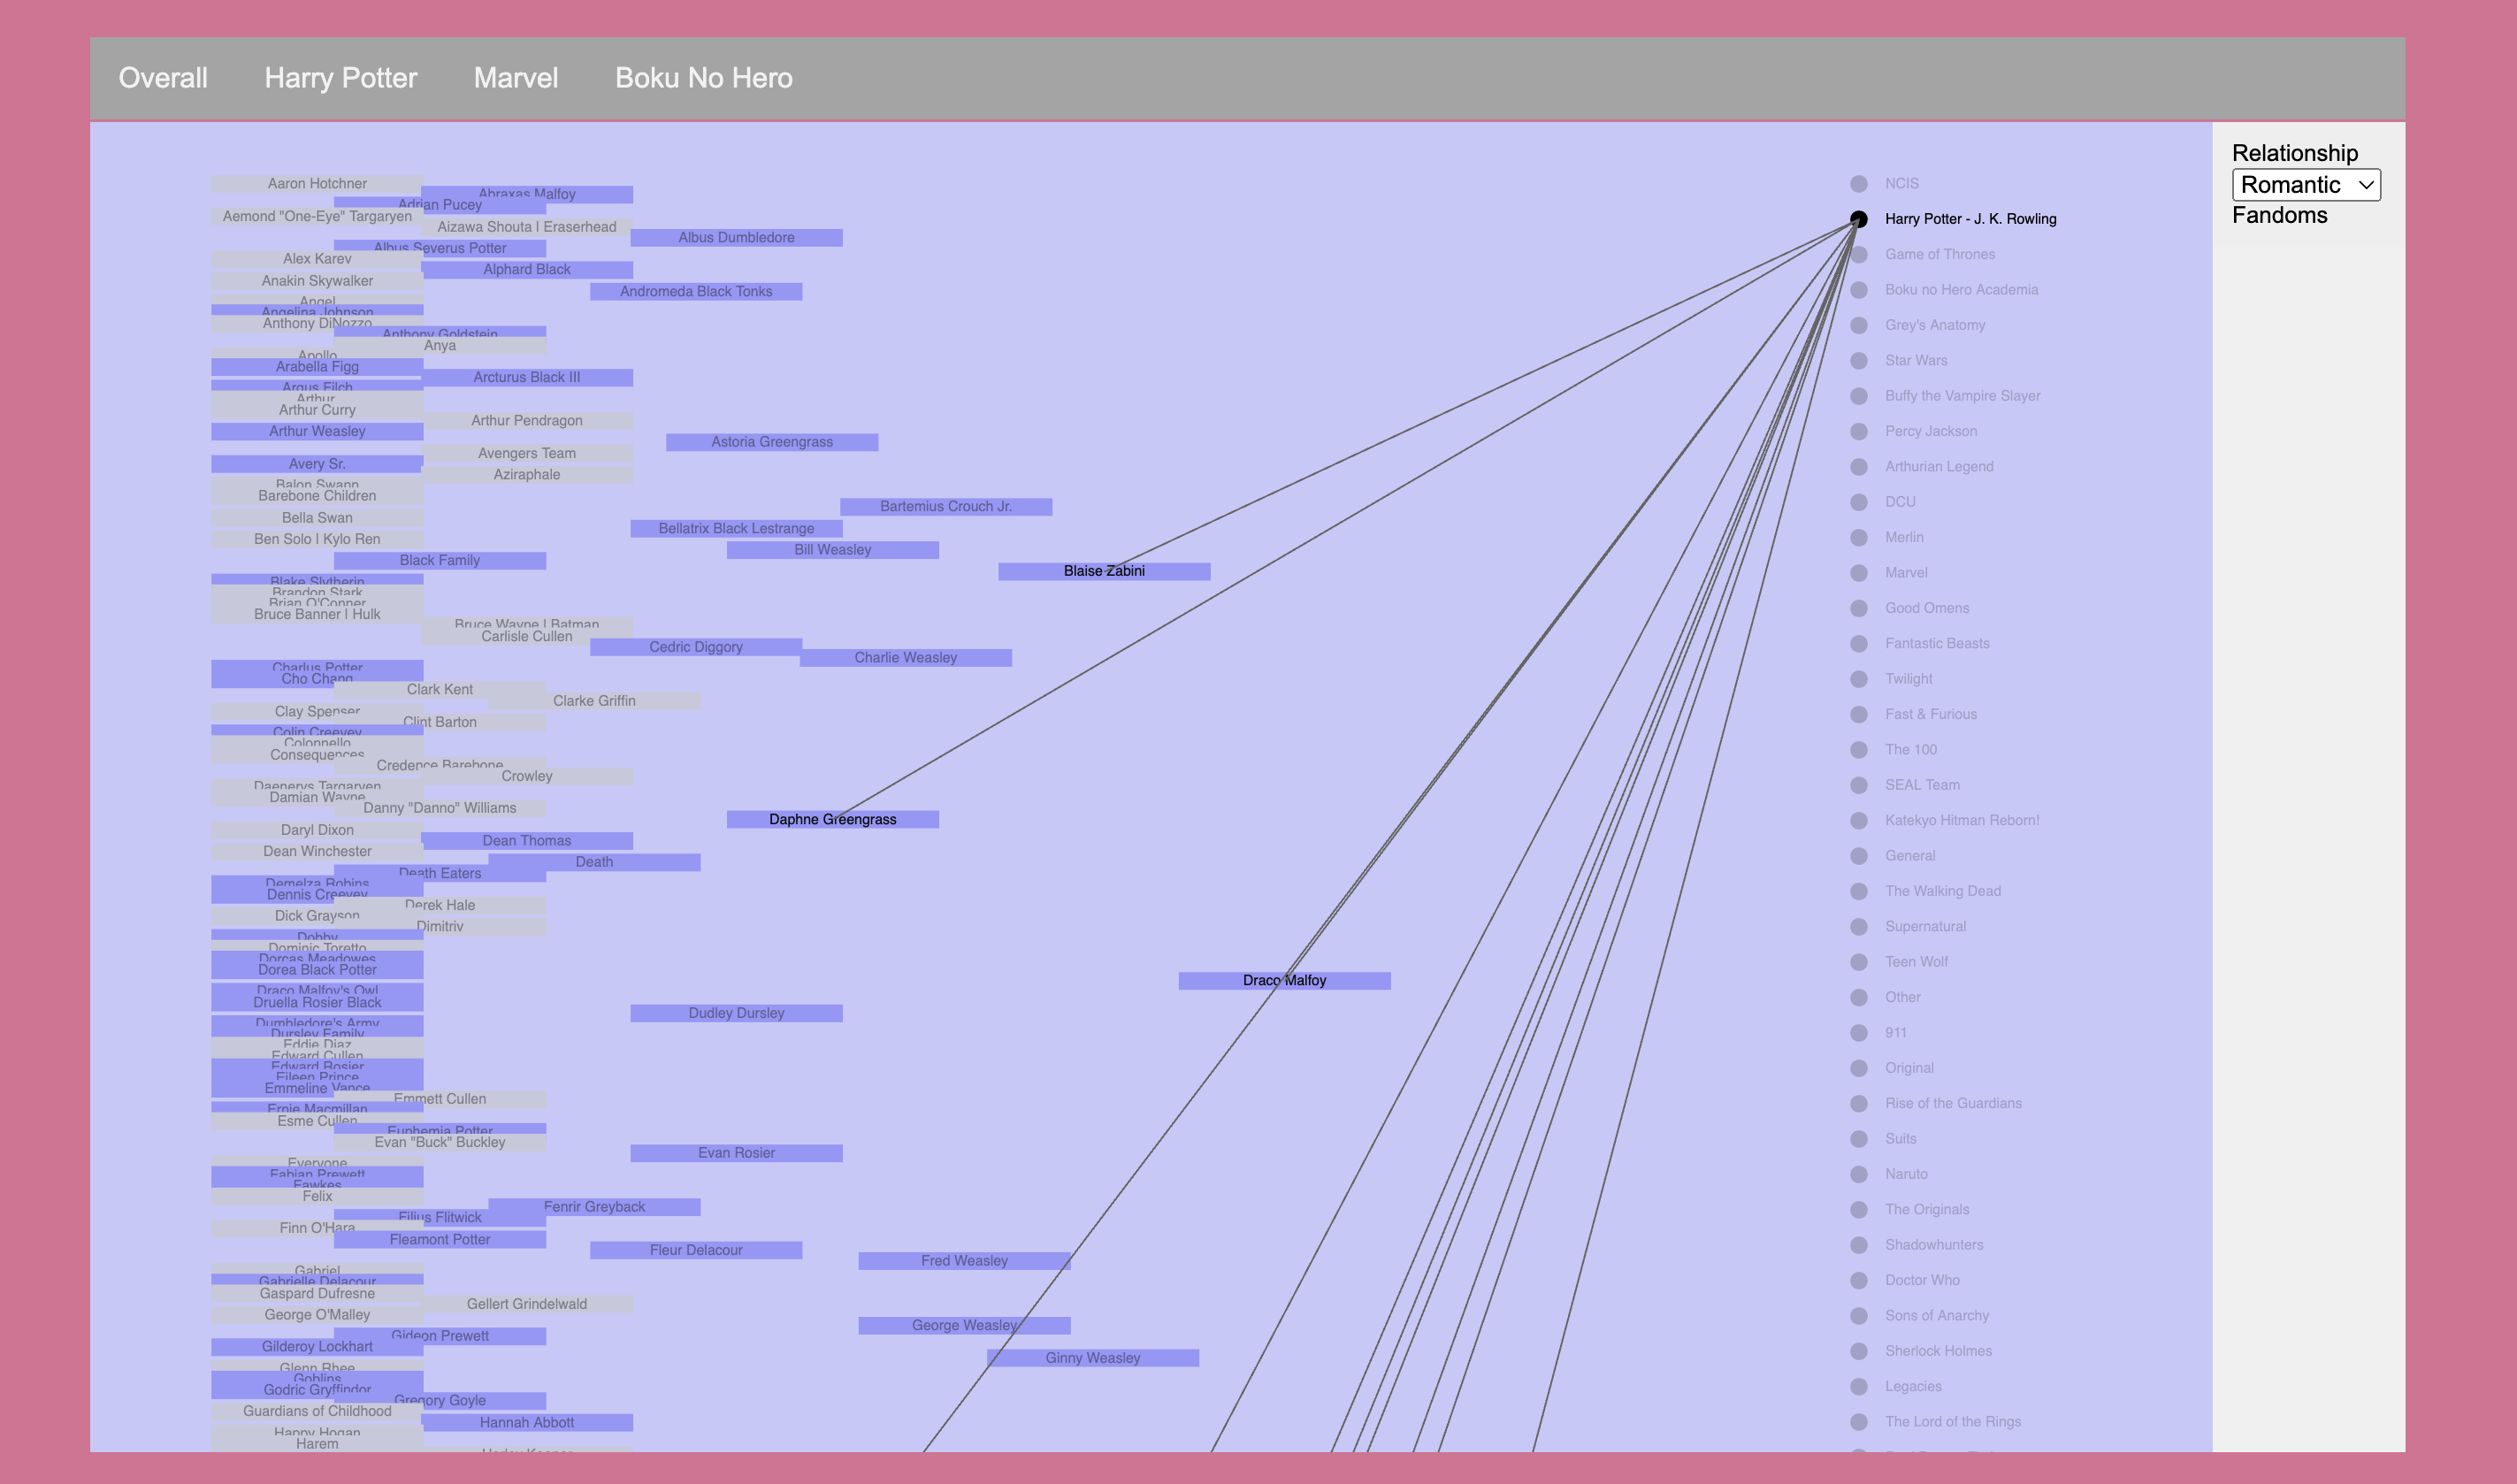 Overall Harry Potter Marvel Boku No Hero
Relationship
Romantic
Fandoms
Aaron Hotchner
Abraxas Malfoy
Adrian Pucey
Aemond "One-Eye" Targaryen
Aizawa Shouta | Eraserhead
Albus Dumbledore
Albus Severus Potter
Alex Karev
Alphard Black
Anakin Skywalker
Andromeda Black Tonks
Angel
Angelina Johnson
Anthony DiNozzo
Anthony Goldstein
Anya
Apollo
Arabella Figg
Arcturus Black III
Argus Filch
Arthur
Arthur Curry
Arthur Pendragon
Arthur Weasley
Astoria Greengrass
Avengers Team
Avery Sr.
Aziraphale
Balon Swann
Barebone Children
Bartemius Crouch Jr.
Bella Swan
Bellatrix Black Lestrange
Ben Solo | Kylo Ren
Bill Weasley
Black Family
Blaise Zabini
Blake Slytherin
Brandon Stark
Brian O'Conner
Bruce Banner | Hulk
Bruce Wayne | Batman
Carlisle Cullen
Cedric Diggory
Charlie Weasley
Charlus Potter
Cho Chang
Clark Kent
Clarke Griffin
Clay Spenser
Clint Barton
Colin Creevey
Colonnello
Consequences
Credence Barebone
Crowley
Daenerys Targaryen
Damian Wayne
Danny "Danno" Williams
Daphne Greengrass
Daryl Dixon
Dean Thomas
Dean Winchester
Death
Death Eaters
Demelza Robins
Dennis Creevey
Derek Hale
Dick Grayson
Dimitriv
Dobby
Dominic Toretto
Dorcas Meadowes
Dorea Black Potter
Draco Malfoy
Draco Malfoy's Owl
Druella Rosier Black
Dudley Dursley
Dumbledore's Army
Dursley Family
Eddie Diaz
Edward Cullen
Edward Rosier
Eileen Prince
Emmeline Vance
Emmett Cullen
Ernie Macmillan
Esme Cullen
Euphemia Potter
Evan "Buck" Buckley
Evan Rosier
Everyone
Fabian Prewett
Fawkes
Felix
Fenrir Greyback
Filius Flitwick
Finn O'Hara
Fleamont Potter
Fleur Delacour
Fred Weasley
Gabriel
Gabrielle Delacour
Gaspard Dufresne
Gellert Grindelwald
George O'Malley
George Weasley
Gideon Prewett
Gilderoy Lockhart
Ginny Weasley
Glenn Rhee
Goblins
Godric Gryffindor
Gregory Goyle
Guardians of Childhood
Hannah Abbott
Happy Hogan
Harem
NCIS
Harry Potter - J. K. Rowling
Game of Thrones
Boku no Hero Academia
Grey's Anatomy
Star Wars
Buffy the Vampire Slayer
Percy Jackson
Arthurian Legend
DCU
Merlin
Marvel
Good Omens
Fantastic Beasts
Twilight
Fast & Furious
The 100
SEAL Team
Katekyo Hitman Reborn!
General
The Walking Dead
Supernatural
Teen Wolf
Other
911
Original
Rise of the Guardians
Suits
Naruto
The Originals
Shadowhunters
Doctor Who
Sons of Anarchy
Sherlock Holmes
Legacies
The Lord of the Rings